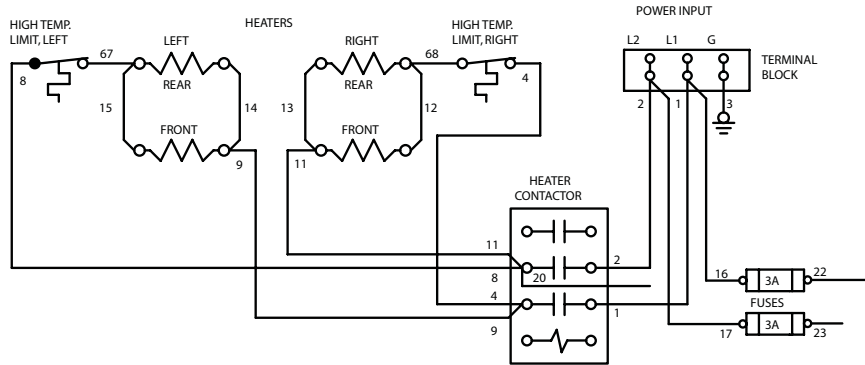 POWER INPUT
HIGH TEMP.
LIMIT, LEFT
HEATERS
HIGH TEMP.
LIMIT, RIGHT
67
LEFT
RIGHT
68
L2
L1
G
TERMINAL
BLOCK
8
REAR
REAR
4
15
14
13
12
2
1
3
FRONT
FRONT
9
11
HEATER
CONTACTOR
11
2
8
20
16
3A
22
4
FUSES
1
9
17
3A
23